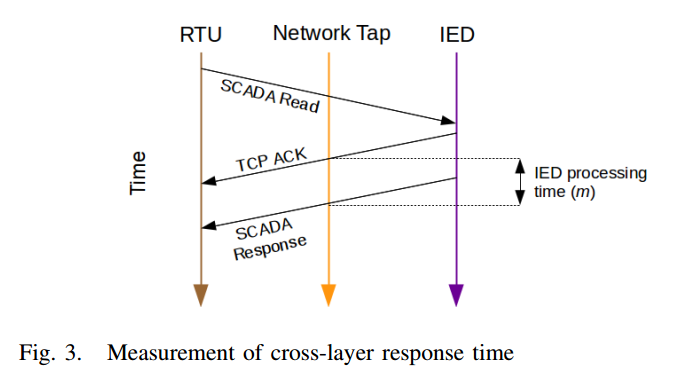 RTU
Network Tap
IED
SCADA Read
TCP ACK
Time
IED processing
time (m)
SCADA
Response
Fig. 3. Measurement of cross-layer response time